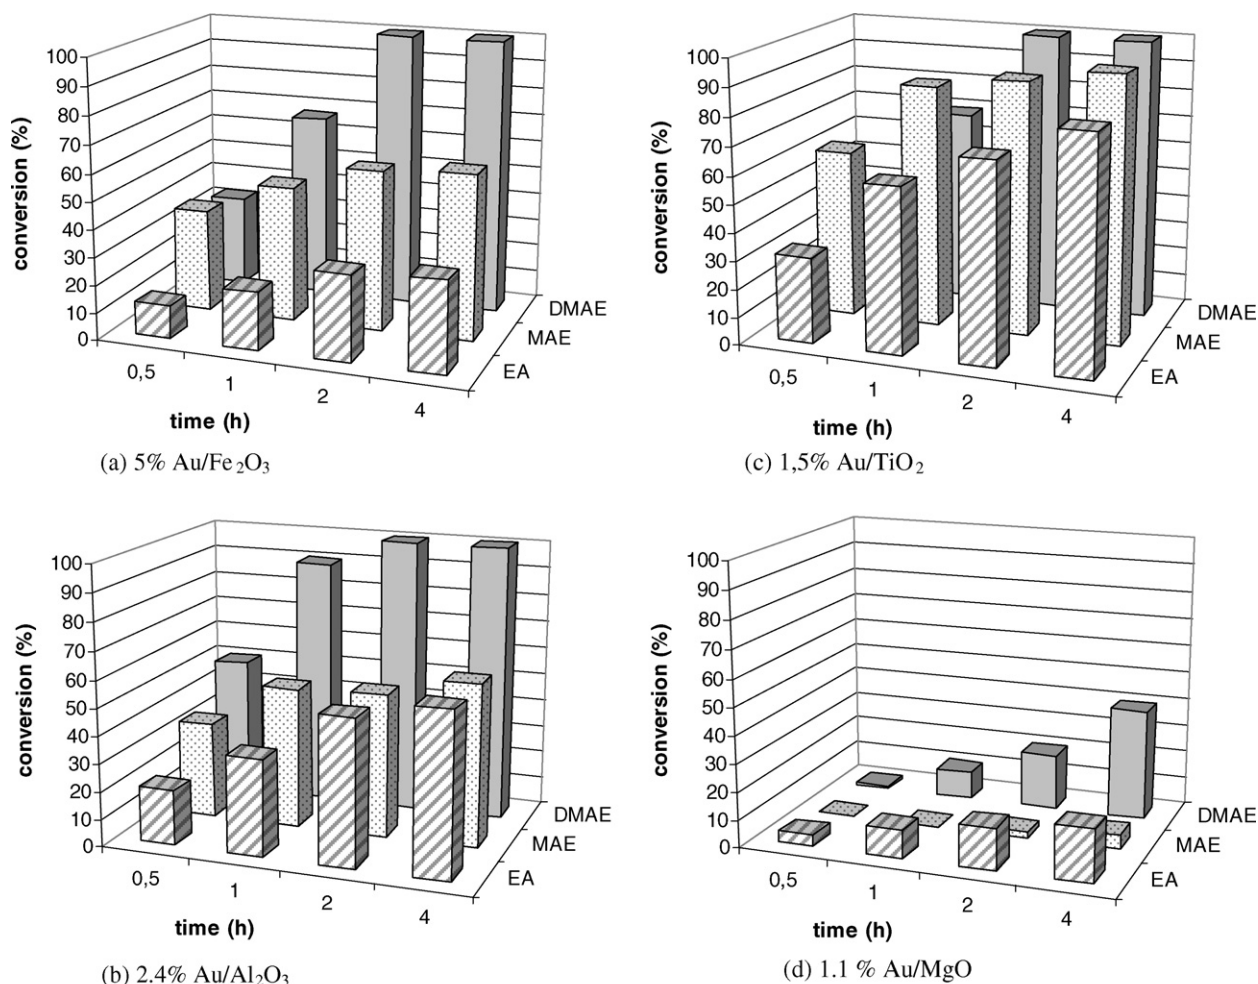 100
90
80
70
60
50
40
30
20
10
0
conversion (%)
0,5
1
2
4
time (h)
EA
MAE
DMAE
(a) 5% Au/Fe₂O₃
100
90
80
70
60
50
40
30
20
10
0
conversion (%)
0,5
1
2
4
time (h)
EA
MAE
DMAE
(c) 1,5% Au/TiO₂
100
90
80
70
60
50
40
30
20
10
0
conversion (%)
0,5
1
2
4
time (h)
EA
MAE
DMAE
(b) 2.4% Au/Al₂O₃
100
90
80
70
60
50
40
30
20
10
0
conversion (%)
0,5
1
2
4
time (h)
EA
MAE
DMAE
(d) 1.1 % Au/MgO